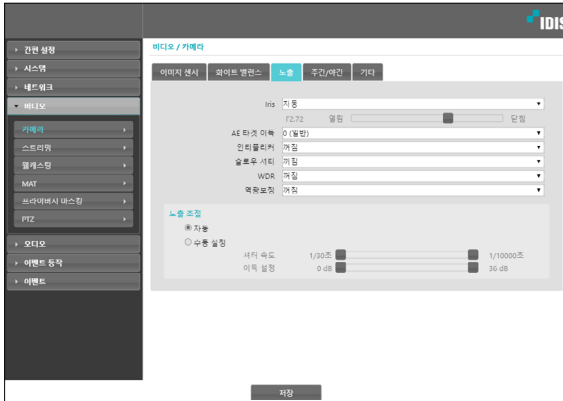 IDIS
비디오 / 카메라
간편 설정
시스템
네트워크
비디오
카메라
스트리밍
웹캐스팅
MAT
프라이버시 마스킹
PTZ
오디오
이벤트 동작
이벤트
이미지 센서 화이트 밸런스 노출 주간/야간 기타
Iris 자동
F2.72 열림 닫힘
AE 타겟 이득 0 (일반)
안티플리커 꺼짐
슬로우 셔터 꺼짐
WDR 꺼짐
역광보정 꺼짐
노출 조절
자동
수동 설정
셔터 속도 1/30초 1/10000초
이득 설정 0 dB 36 dB
저장